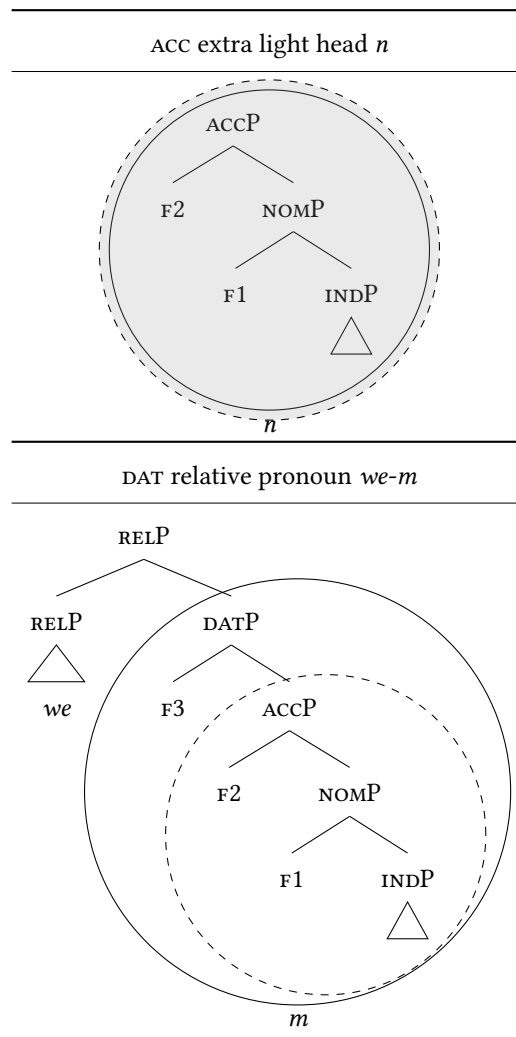 ACC extra light head n
ACCP
F2 NOMP
F1 INDP
n
DAT relative pronoun we-m
RELP
RELP DATP
we F3 ACCP
F2 NOMP
F1 INDP
m